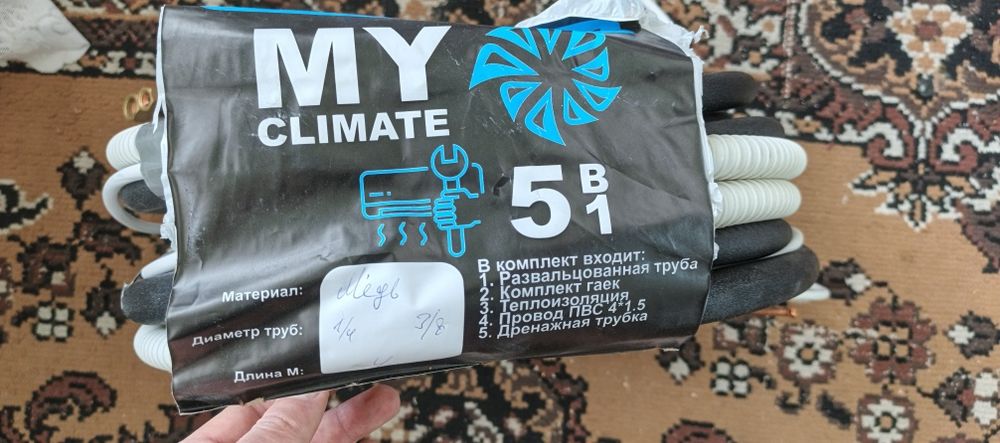 MY
CLIMATE
5 В 1
В комплект входит:
1. Развальцованная труба
2. Комплект гаек
3. Теплоизоляция
4. Провод ПВС 4*1.5
5. Дренажная трубка
Материал: Медь
Диаметр труб: 1/4 3/8
Длина М: